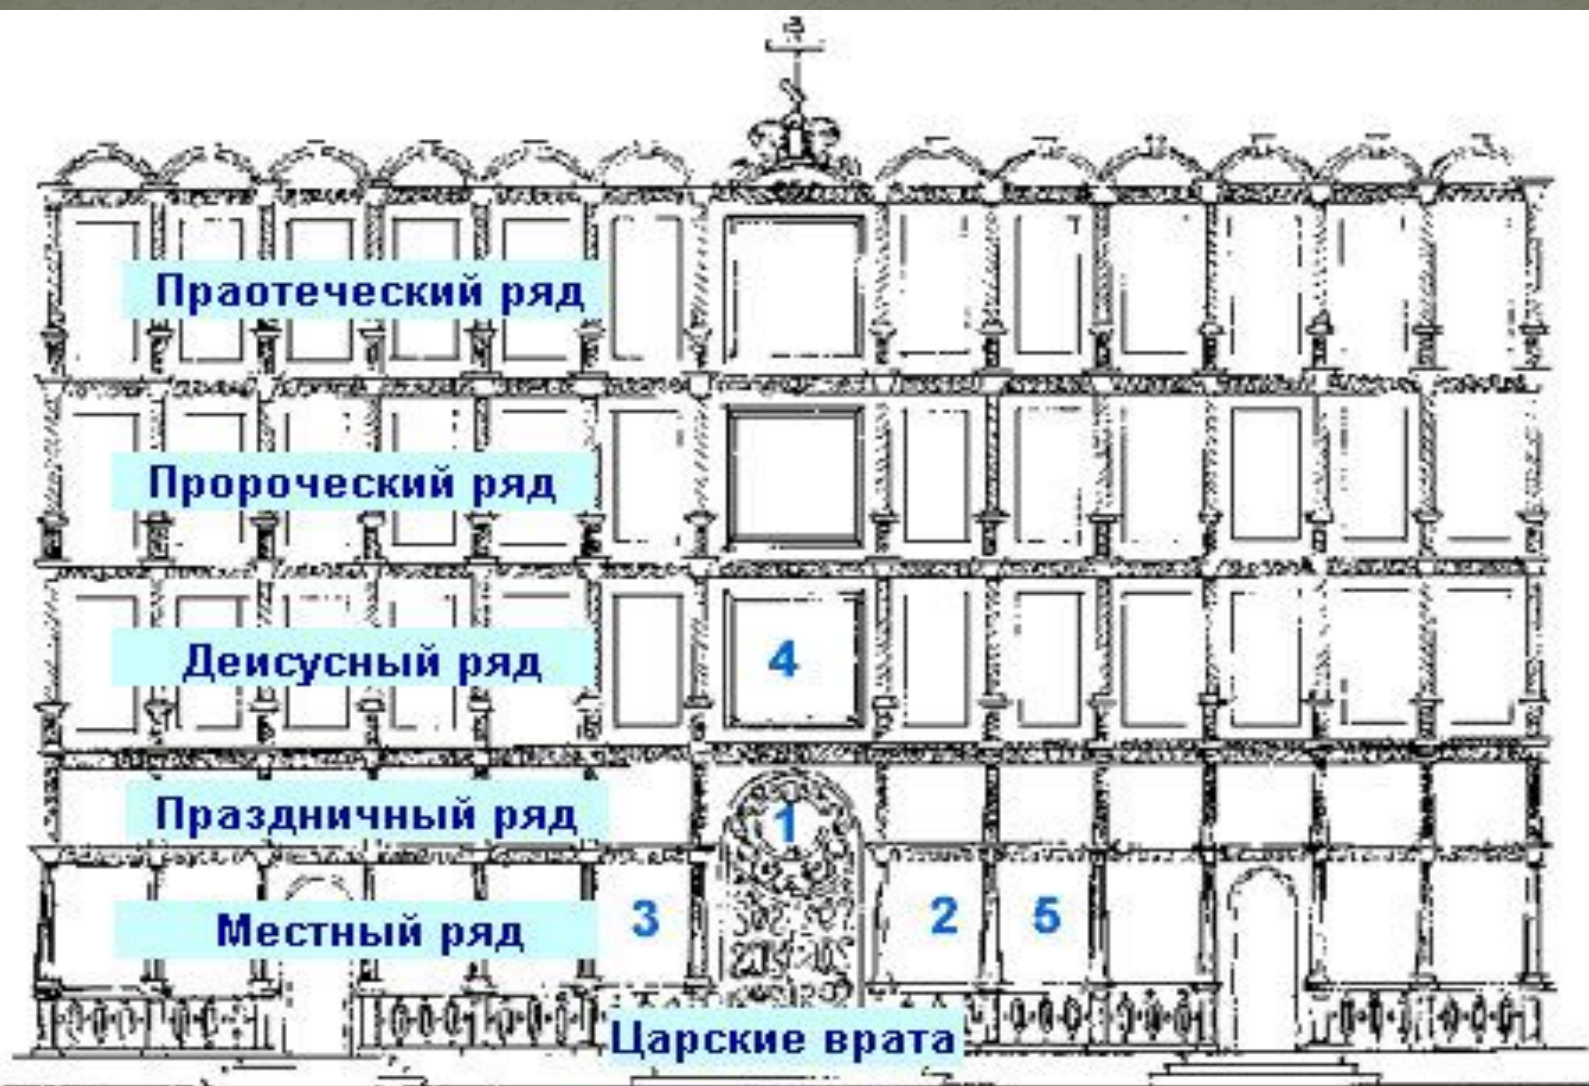 Праотеческий ряд
Пророческий ряд
Деисусный ряд
4
Праздничный ряд
1
Местный ряд
3
2
5
Царские врата